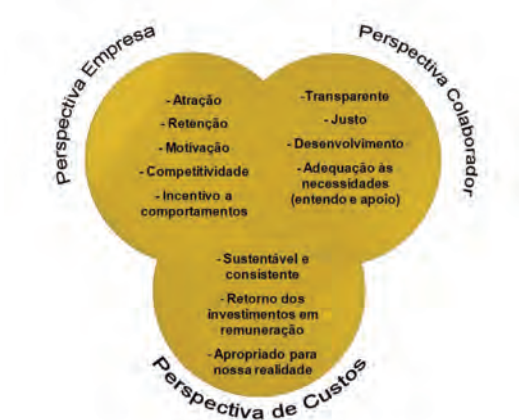 Perspectiva Empresa
- Atração
- Retenção
- Motivação
- Competitividade
- Incentivo a
comportamentos
Perspectiva Colaborador
- Transparente
- Justo
- Desenvolvimento
- Adequação às
necessidades
(entendo e apoio)
- Sustentável e
consistente
- Retorno dos
investimentos em
remuneração
- Apropriado para
nossa realidade
Perspectiva de Custos